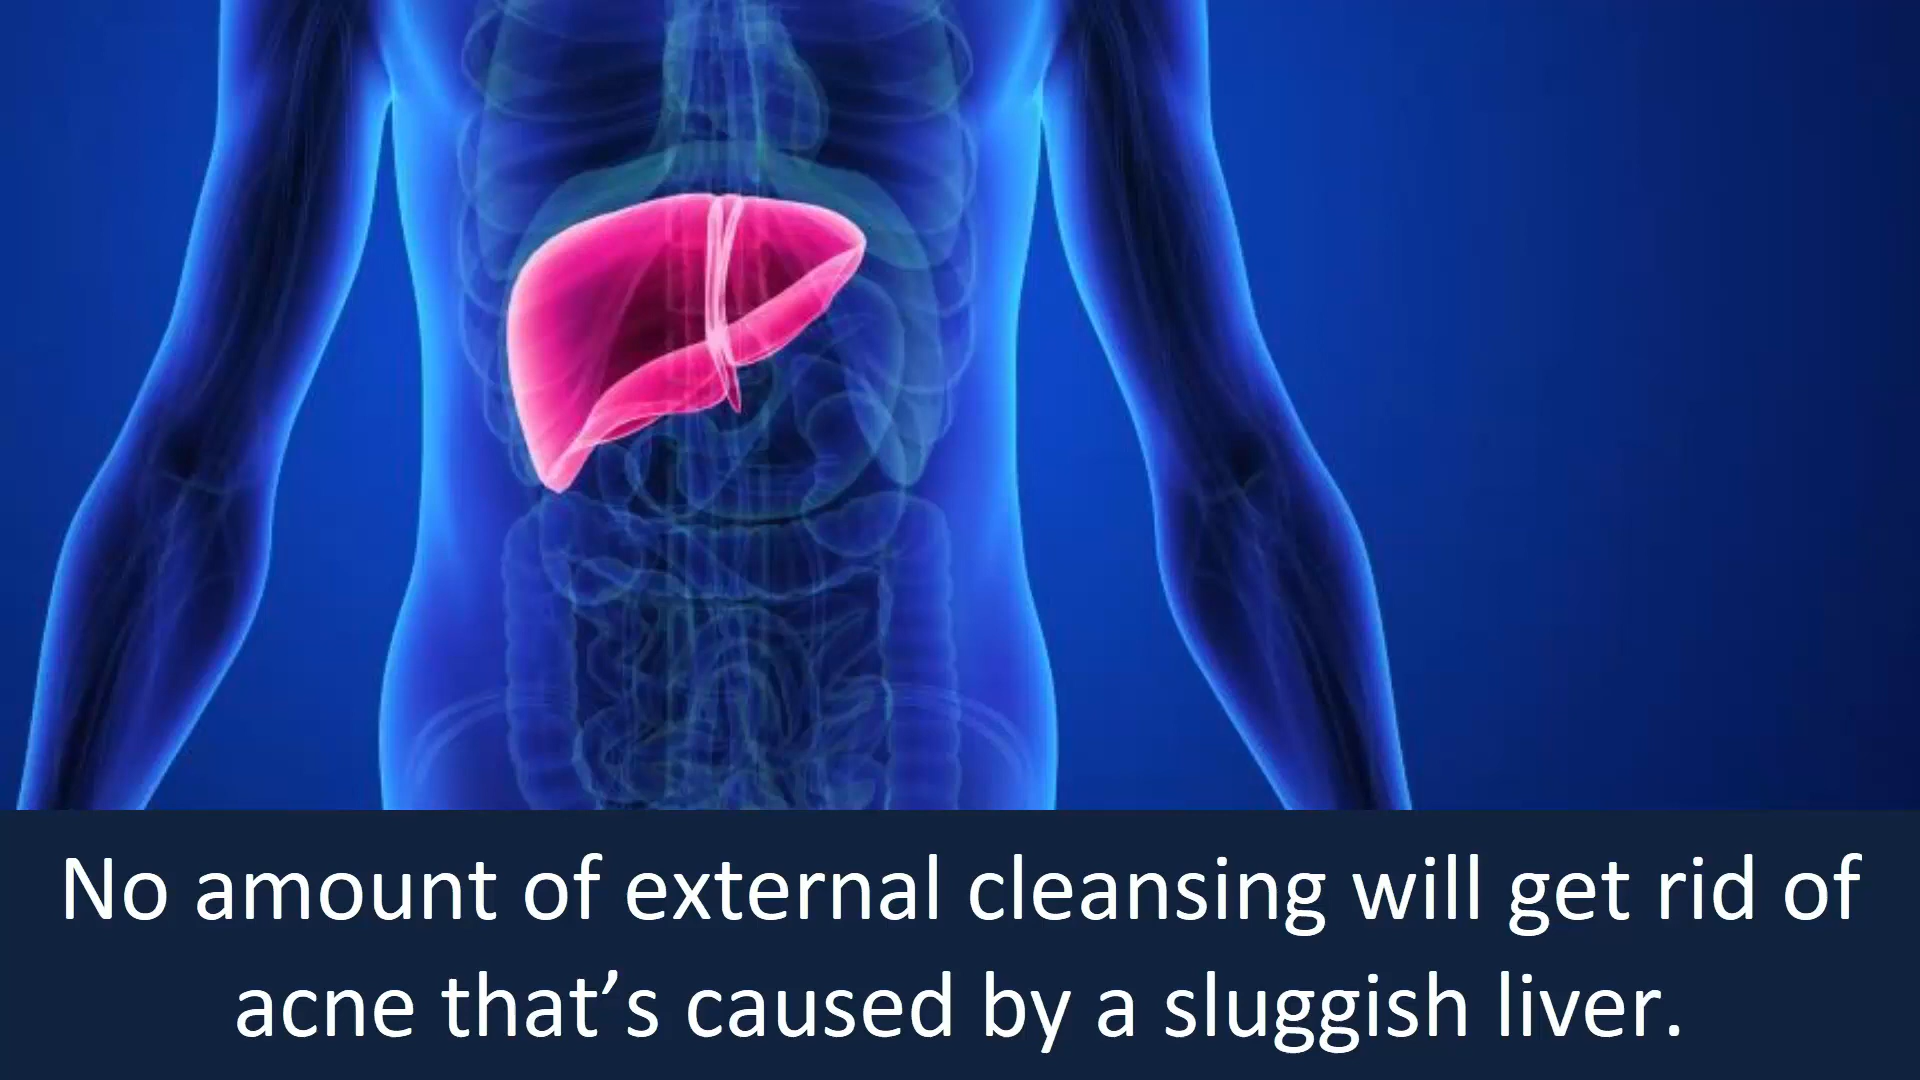 No amount of external cleansing will get rid of
acne that’s caused by a sluggish liver.